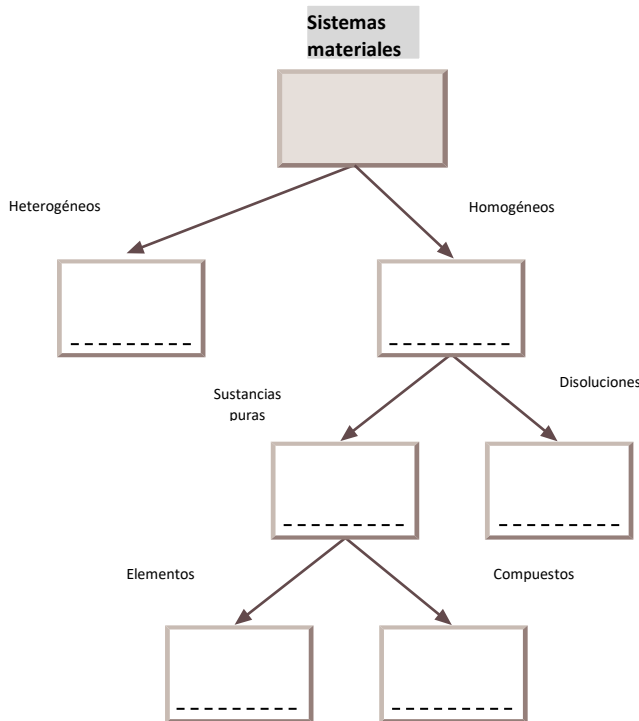 Sistemas
materiales
Heterogéneos
Homogéneos
Sustancias
puras
Disoluciones
Elementos
Compuestos